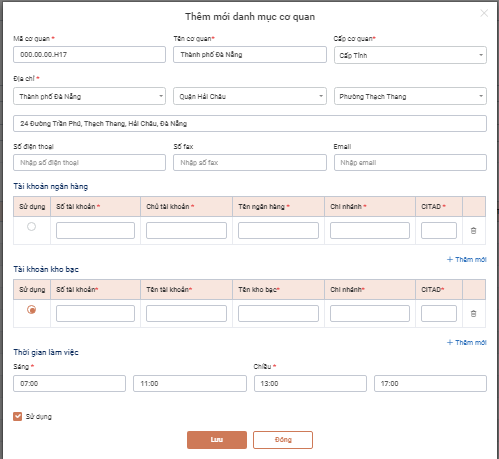 Thêm mới danh mục cơ quan
Mã cơ quan * Tên cơ quan* Cấp cơ quan*
000.00.00.H17 Thành phố Đà Nẵng Cấp Tỉnh
Địa chỉ *
Thành phố Đà Nẵng Quận Hải Châu Phường Thạch Thang
24 Đường Trần Phú, Thạch Thang, Hải Châu, Đà Nẵng
Số điện thoại Số fax Email
Nhập số điện thoại Nhập số fax Nhập email
Tài khoản ngân hàng
Sử dụng Số tài khoản * Chủ tài khoản * Tên ngân hàng * Chi nhánh * CITAD *
+ Thêm mới
Tài khoản kho bạc
Sử dụng Số tài khoản* Tên tài khoản* Tên kho bạc* Chi nhánh* CITAD*
+ Thêm mới
Thời gian làm việc
Sáng * Chiều *
07:00 11:00 13:00 17:00
Sử dụng
Lưu Đóng